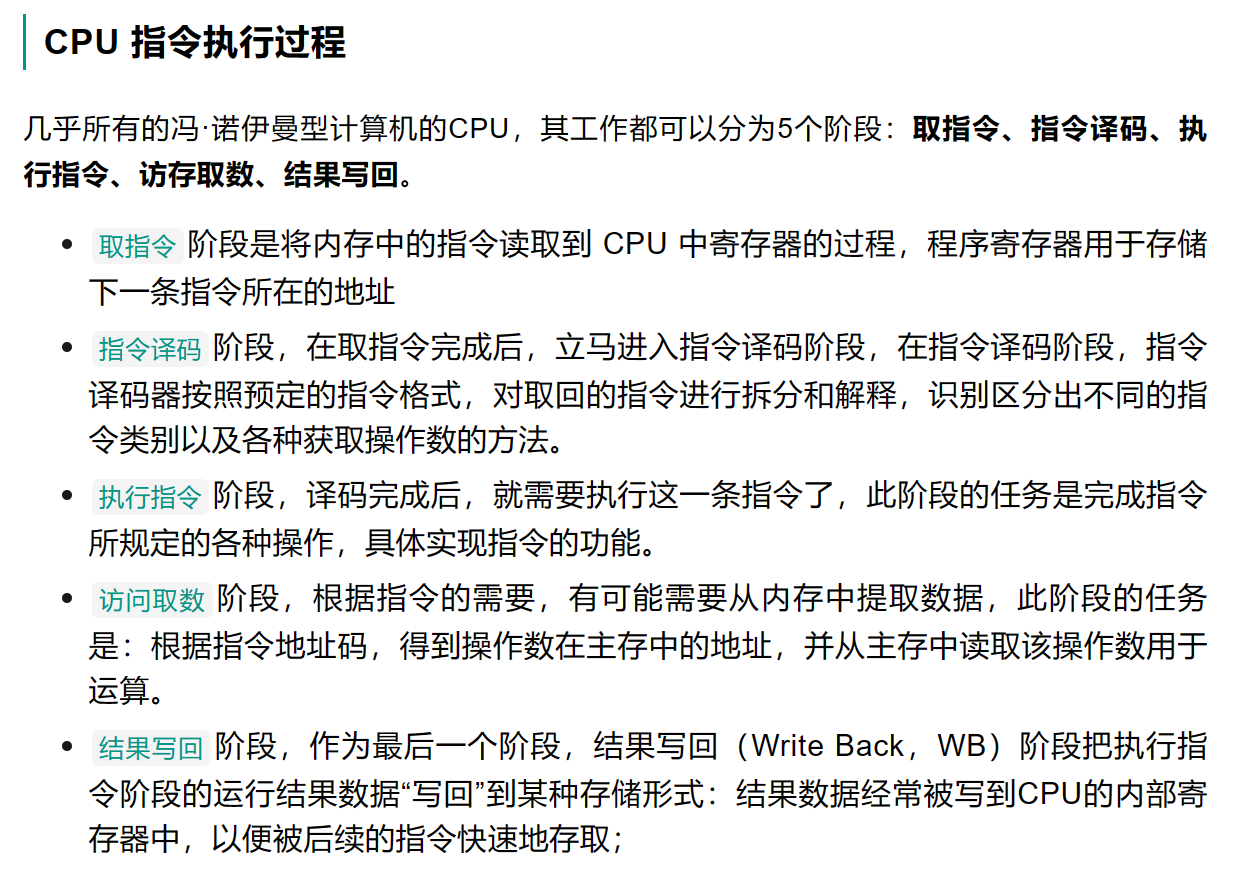 CPU 指令执行过程
几乎所有的冯·诺伊曼型计算机的CPU，其工作都可以分为5个阶段：取指令、指令译码、执
行指令、访存取数、结果写回。
取指令 阶段是将内存中的指令读取到 CPU 中寄存器的过程，程序寄存器用于存储
下一条指令所在的地址
指令译码 阶段，在取指令完成后，立马进入指令译码阶段，在指令译码阶段，指令
译码器按照预定的指令格式，对取回的指令进行拆分和解释，识别区分出不同的指
令类别以及各种获取操作数的方法。
执行指令 阶段，译码完成后，就需要执行这一条指令了，此阶段的任务是完成指令
所规定的各种操作，具体实现指令的功能。
访问取数 阶段，根据指令的需要，有可能需要从内存中提取数据，此阶段的任务
是：根据指令地址码，得到操作数在主存中的地址，并从主存中读取该操作数用于
运算。
结果写回 阶段，作为最后一个阶段，结果写回（Write Back，WB）阶段把执行指
令阶段的运行结果数据“写回”到某种存储形式：结果数据经常被写到CPU的内部寄
存器中，以便被后续的指令快速地存取；